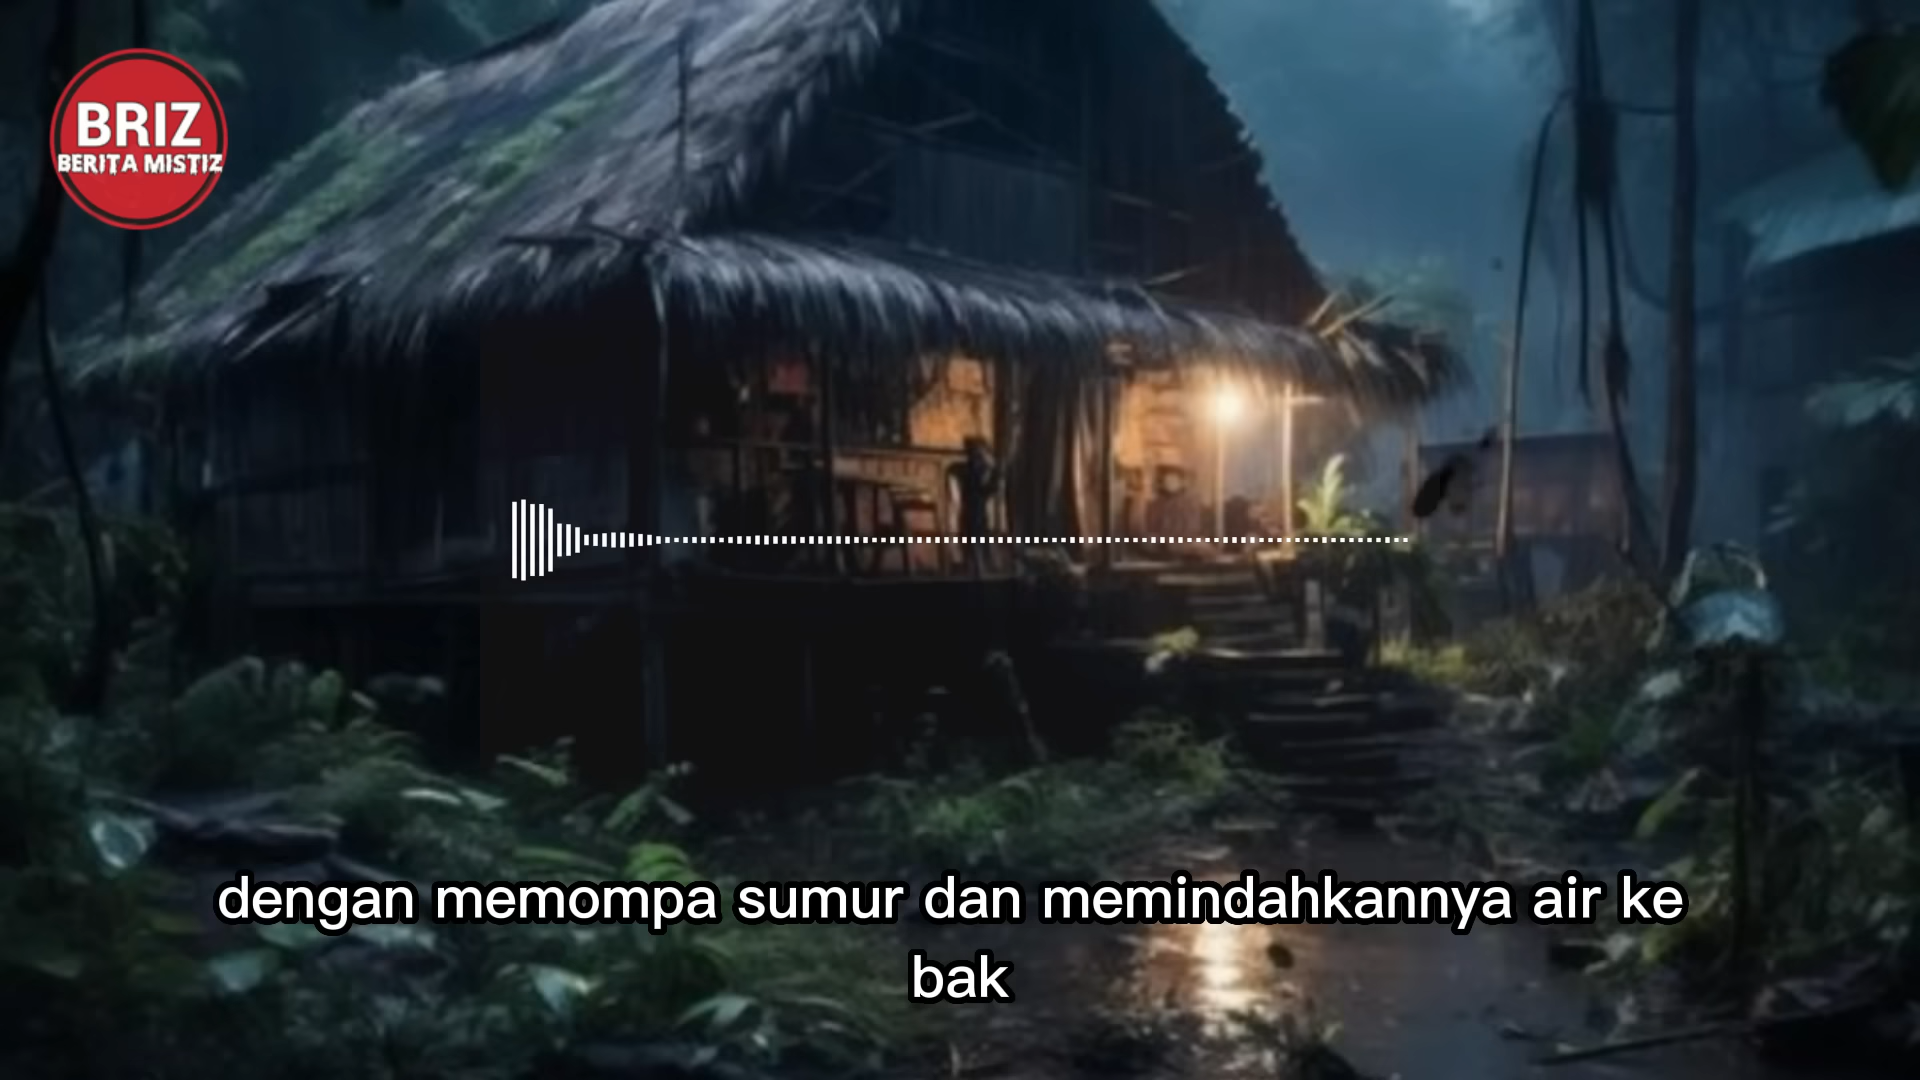 BRIZ
BERITA MISTIZ
dengan memompa sumur dan memindahkannya air ke
bak